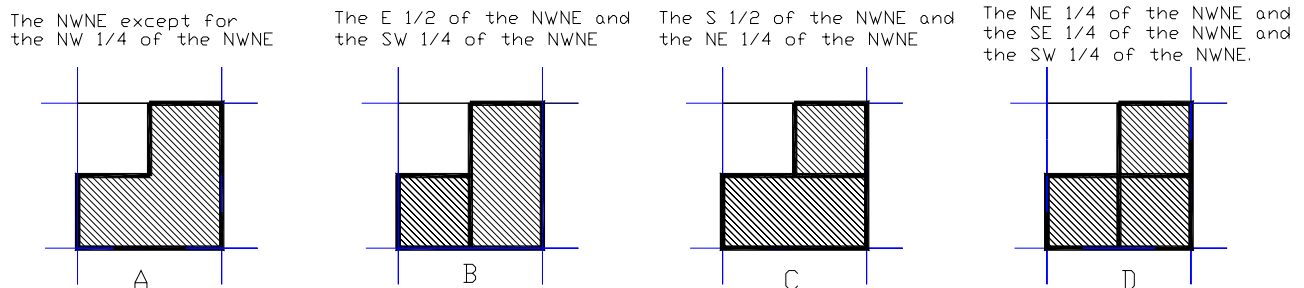 The NWNE except for
the NW 1/4 of the NWNE
The E 1/2 of the NWNE and
the SW 1/4 of the NWNE
The S 1/2 of the NWNE and
the NE 1/4 of the NWNE
The NE 1/4 of the NWNE and
the SE 1/4 of the NWNE and
the SW 1/4 of the NWNE.
A
B
C
D